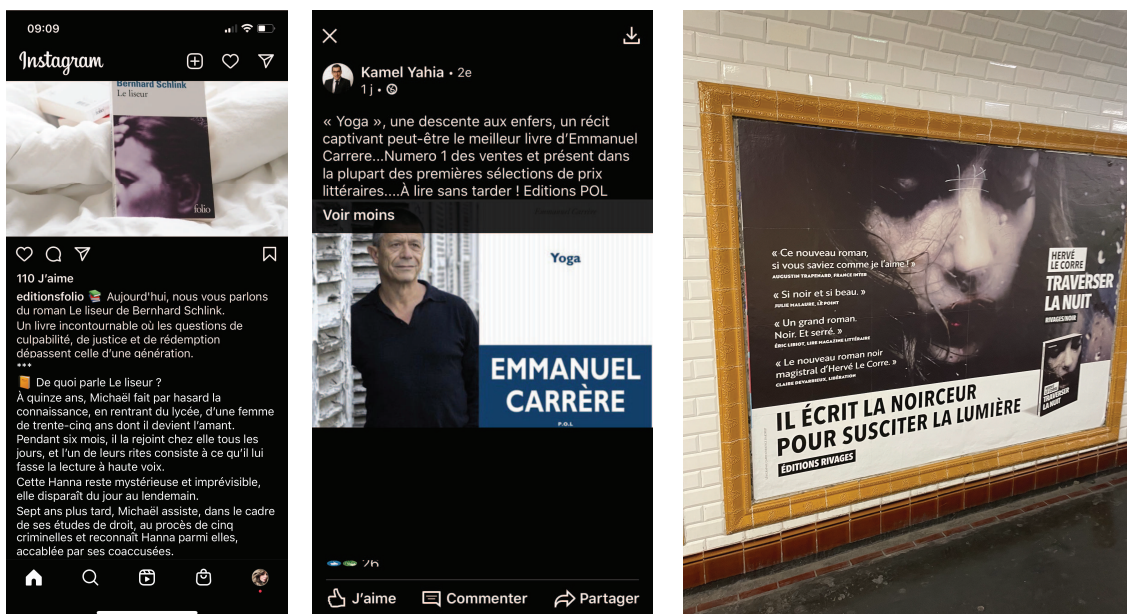 09:09
Instagram
Bernhard Schlink
Le liseur
folio
110 J'aime
editionsfolio 📚 Aujourd'hui, nous vous parlons
du roman Le liseur de Bernhard Schlink.
Un livre incontournable où les questions de
culpabilité, de justice et de rédemption
dépassent celle d'une génération.
***
📙 De quoi parle Le liseur ?
À quinze ans, Michaël fait par hasard la
connaissance, en rentrant du lycée, d'une femme
de trente-cinq ans dont il devient l'amant.
Pendant six mois, il la rejoint chez elle tous les
jours, et l'un de leurs rites consiste à ce qu'il lui
fasse la lecture à haute voix.
Cette Hanna reste mystérieuse et imprévisible,
elle disparaît du jour au lendemain.
Sept ans plus tard, Michaël assiste, dans le cadre
de ses études de droit, au procès de cinq
criminelles et reconnaît Hanna parmi elles,
accablée par ses coaccusées.
Kamel Yahia • 2e
1 j •
« Yoga », une descente aux enfers, un récit
captivant peut-être le meilleur livre d'Emmanuel
Carrere...Numero 1 des ventes et présent dans
la plupart des premières sélections de prix
littéraires....À lire sans tarder ! Editions POL
Voir moins
Yoga
EMMANUEL
CARRÈRE
P.O.L
26
J'aime
Commenter
Partager
« Ce nouveau roman,
si vous saviez comme je l'aime ! »
AUGUSTIN TRAPENARD, FRANCE INTER
« Si noir et si beau. »
JULIE MALAURE, LE POINT
« Un grand roman.
Noir. Et serré. »
ÉRIC LIBIOT, LIRE MAGAZINE LITTÉRAIRE
« Le nouveau roman noir
magistral d'Hervé Le Corre. »
CLAIRE DEVARRIEUX, LIBÉRATION
HERVÉ
LE CORRE
TRAVERSER
LA NUIT
RIVAGES/NOIR
HERVÉ
LE CORRE
TRAVERSER
LA NUIT
IL ÉCRIT LA NOIRCEUR
POUR SUSCITER LA LUMIÈRE
ÉDITIONS RIVAGES